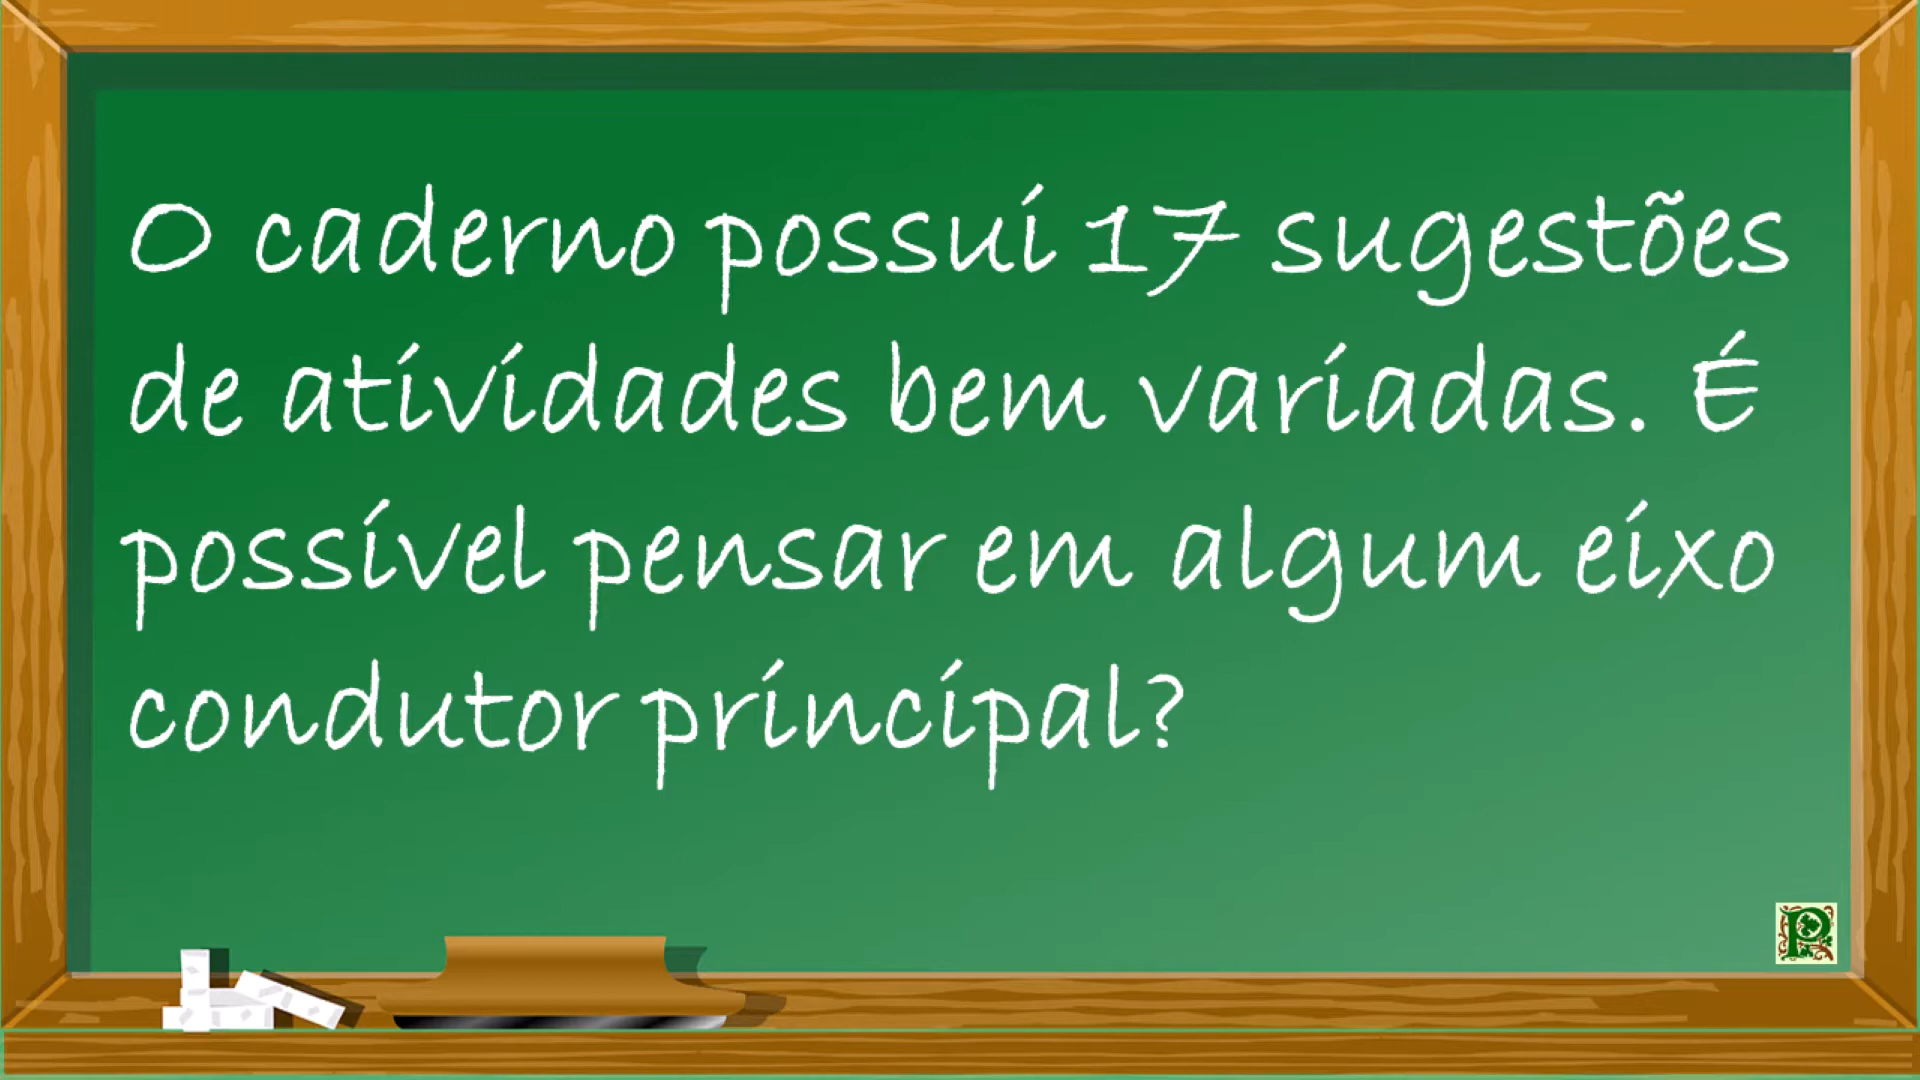 O caderno possui 17 sugestões
de atividades bem variadas. É
possível pensar em algum eixo
condutor principal?
P